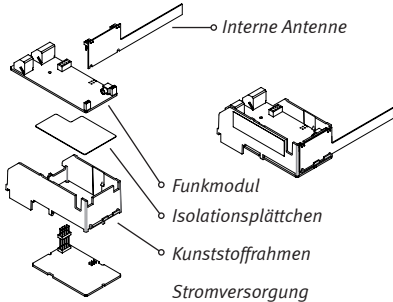 Interne Antenne
Funkmodul
Isolationsplättchen
Kunststoffrahmen
Stromversorgung